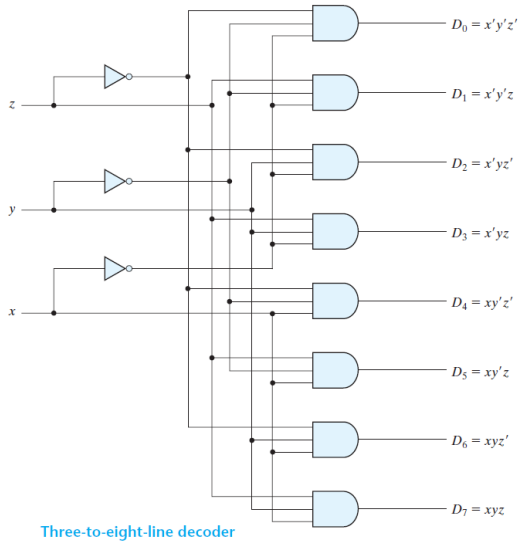 D₀ = x'y'z'
D₁ = x'y'z
z
D₂ = x'yz'
y
D₃ = x'yz
D₄ = xy'z'
x
D₅ = xy'z
D₆ = xyz'
D₇ = xyz
Three-to-eight-line decoder